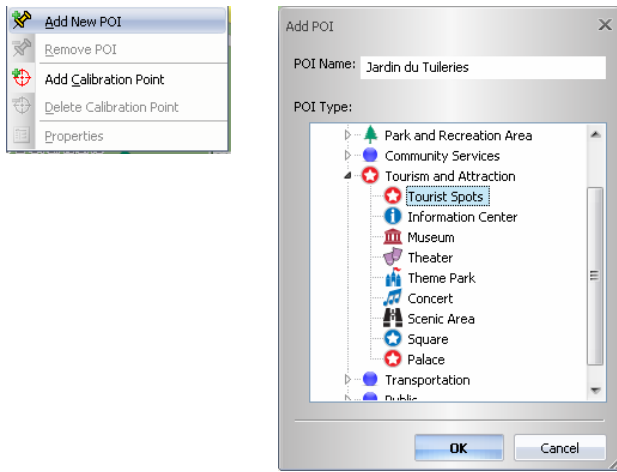 Add New POI
Remove POI
Add Calibration Point
Delete Calibration Point
Properties
Add POI
POI Name: Jardin du Tuileries
POI Type:
Park and Recreation Area
Community Services
Tourism and Attraction
Tourist Spots
Information Center
Museum
Theater
Theme Park
Concert
Scenic Area
Square
Palace
Transportation
Public
OK Cancel